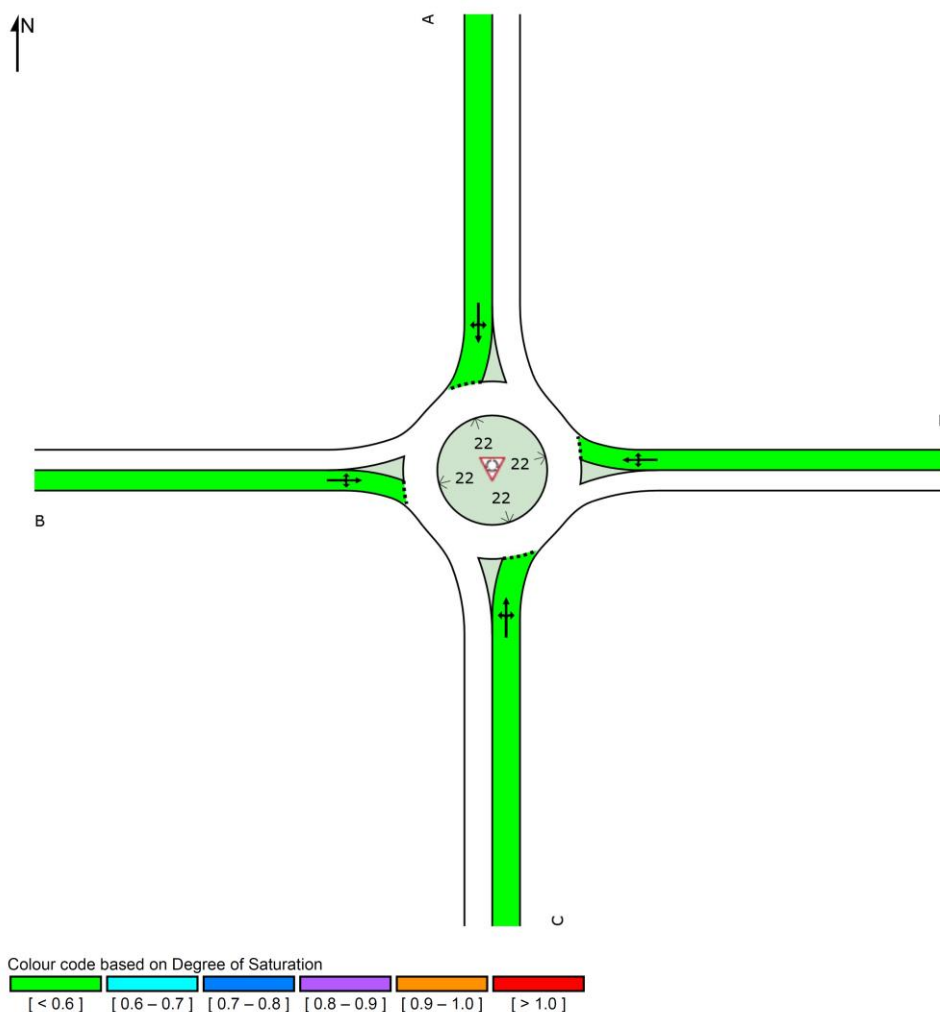 N
A
22
22
22
22
B
C
Colour code based on Degree of Saturation
[ < 0.6 ] [ 0.6 – 0.7 ] [ 0.7 – 0.8 ] [ 0.8 – 0.9 ] [ 0.9 – 1.0 ] [ > 1.0 ]